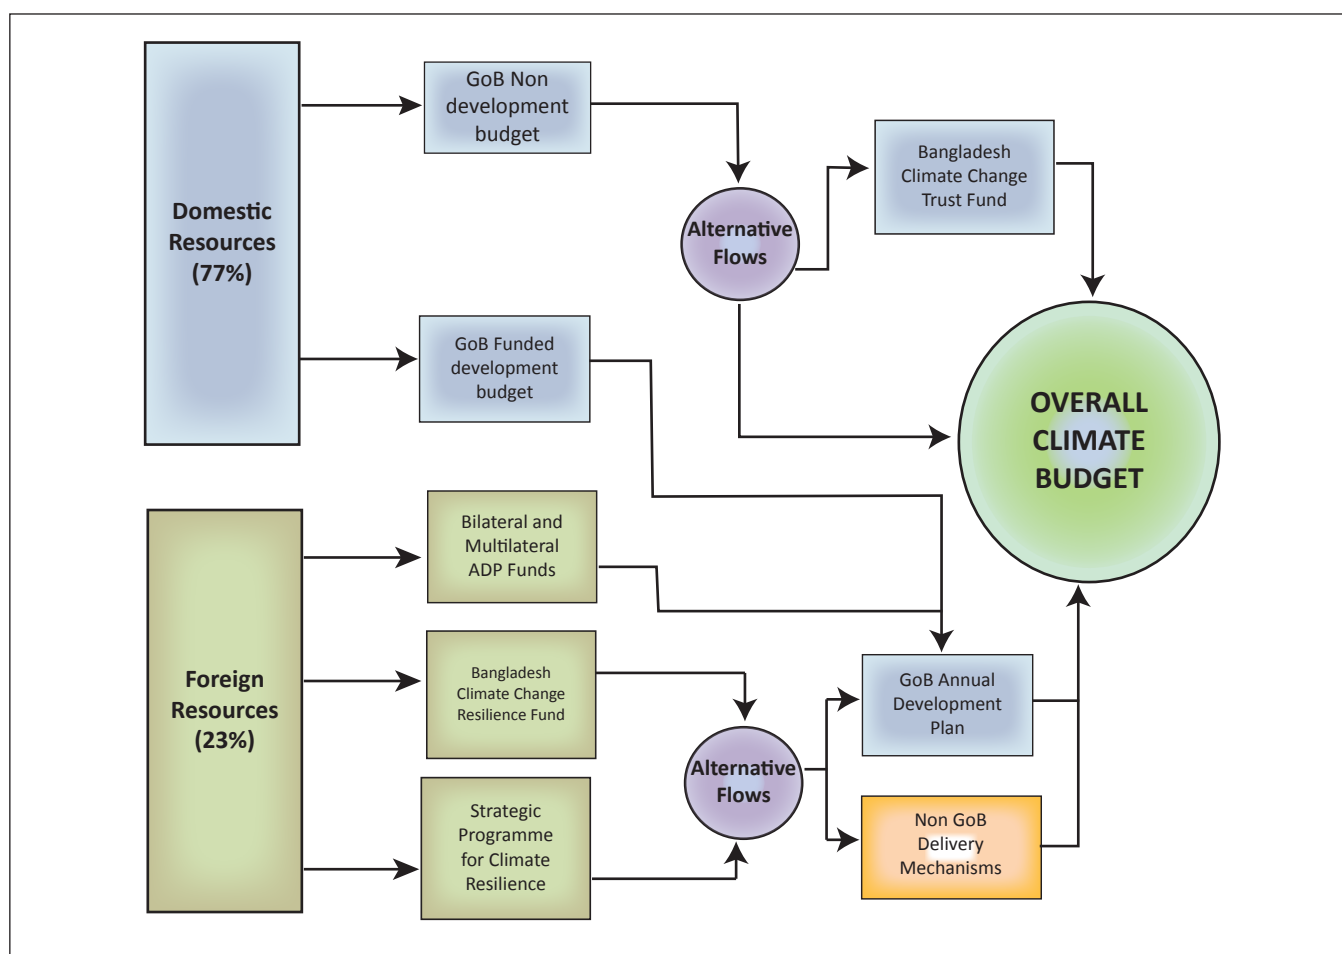 Domestic
Resources
(77%)
GoB Non
development
budget
Alternative
Flows
Bangladesh
Climate Change
Trust Fund
GoB Funded
development
budget
OVERALL
CLIMATE
BUDGET
Foreign
Resources
(23%)
Bilateral and
Multilateral
ADP Funds
Bangladesh
Climate Change
Resilience Fund
Strategic
Programme
for Climate
Resilience
Alternative
Flows
GoB Annual
Development
Plan
Non GoB
Delivery
Mechanisms